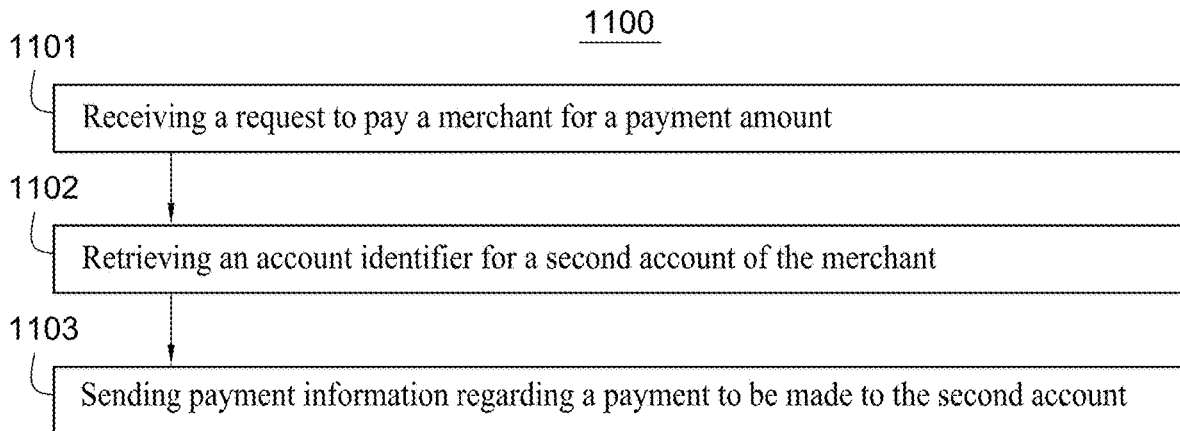 1100
1101
Receiving a request to pay a merchant for a payment amount
1102
Retrieving an account identifier for a second account of the merchant
1103
Sending payment information regarding a payment to be made to the second account